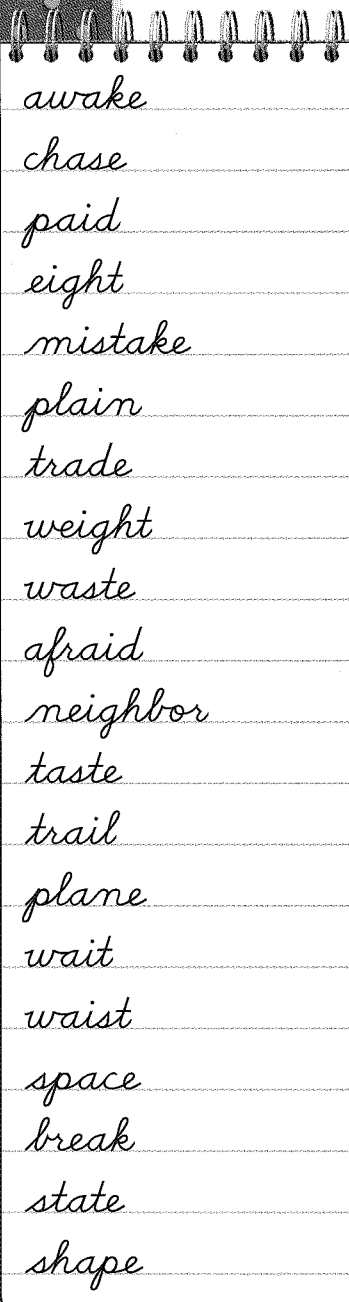 awake
chase
paid
eight
mistake
plain
trade
weight
waste
afraid
neighbor
taste
trail
plane
wait
waist
space
break
state
shape